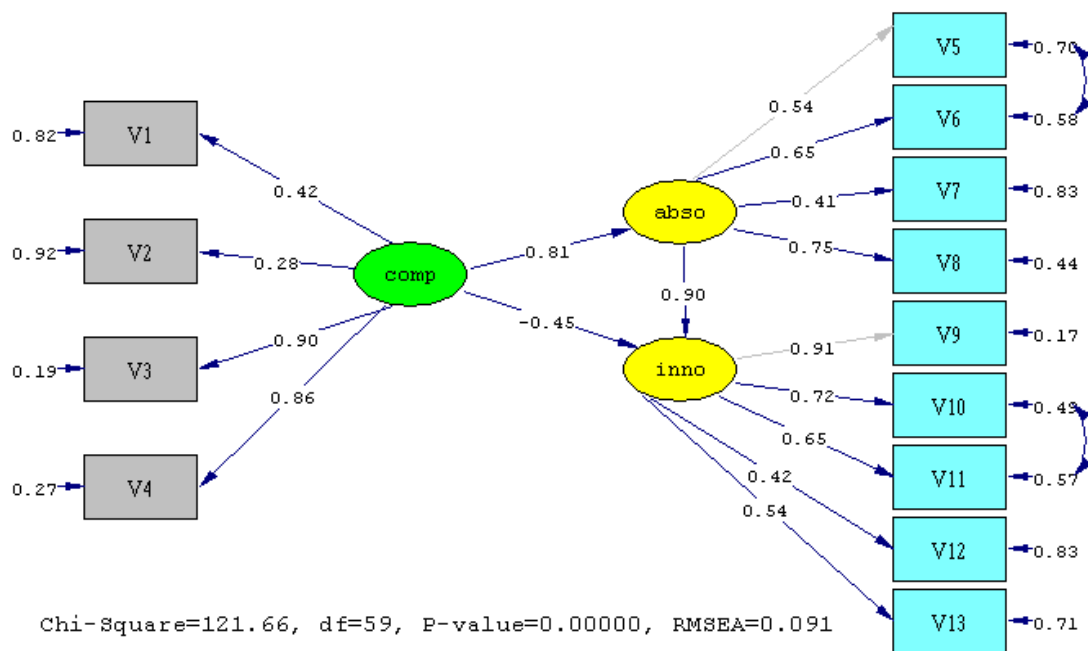 0.82
V1
0.42
0.92
V2
0.28
comp
0.19
V3
0.90
0.86
0.27
V4
0.81
-0.45
abso
0.90
inno
0.54
V5
0.70
0.65
V6
0.58
0.41
V7
0.83
0.75
V8
0.44
0.91
V9
0.17
0.72
V10
0.49
0.65
V11
0.57
0.42
V12
0.83
0.54
V13
0.71
Chi-Square=121.66, df=59, P-value=0.00000, RMSEA=0.091